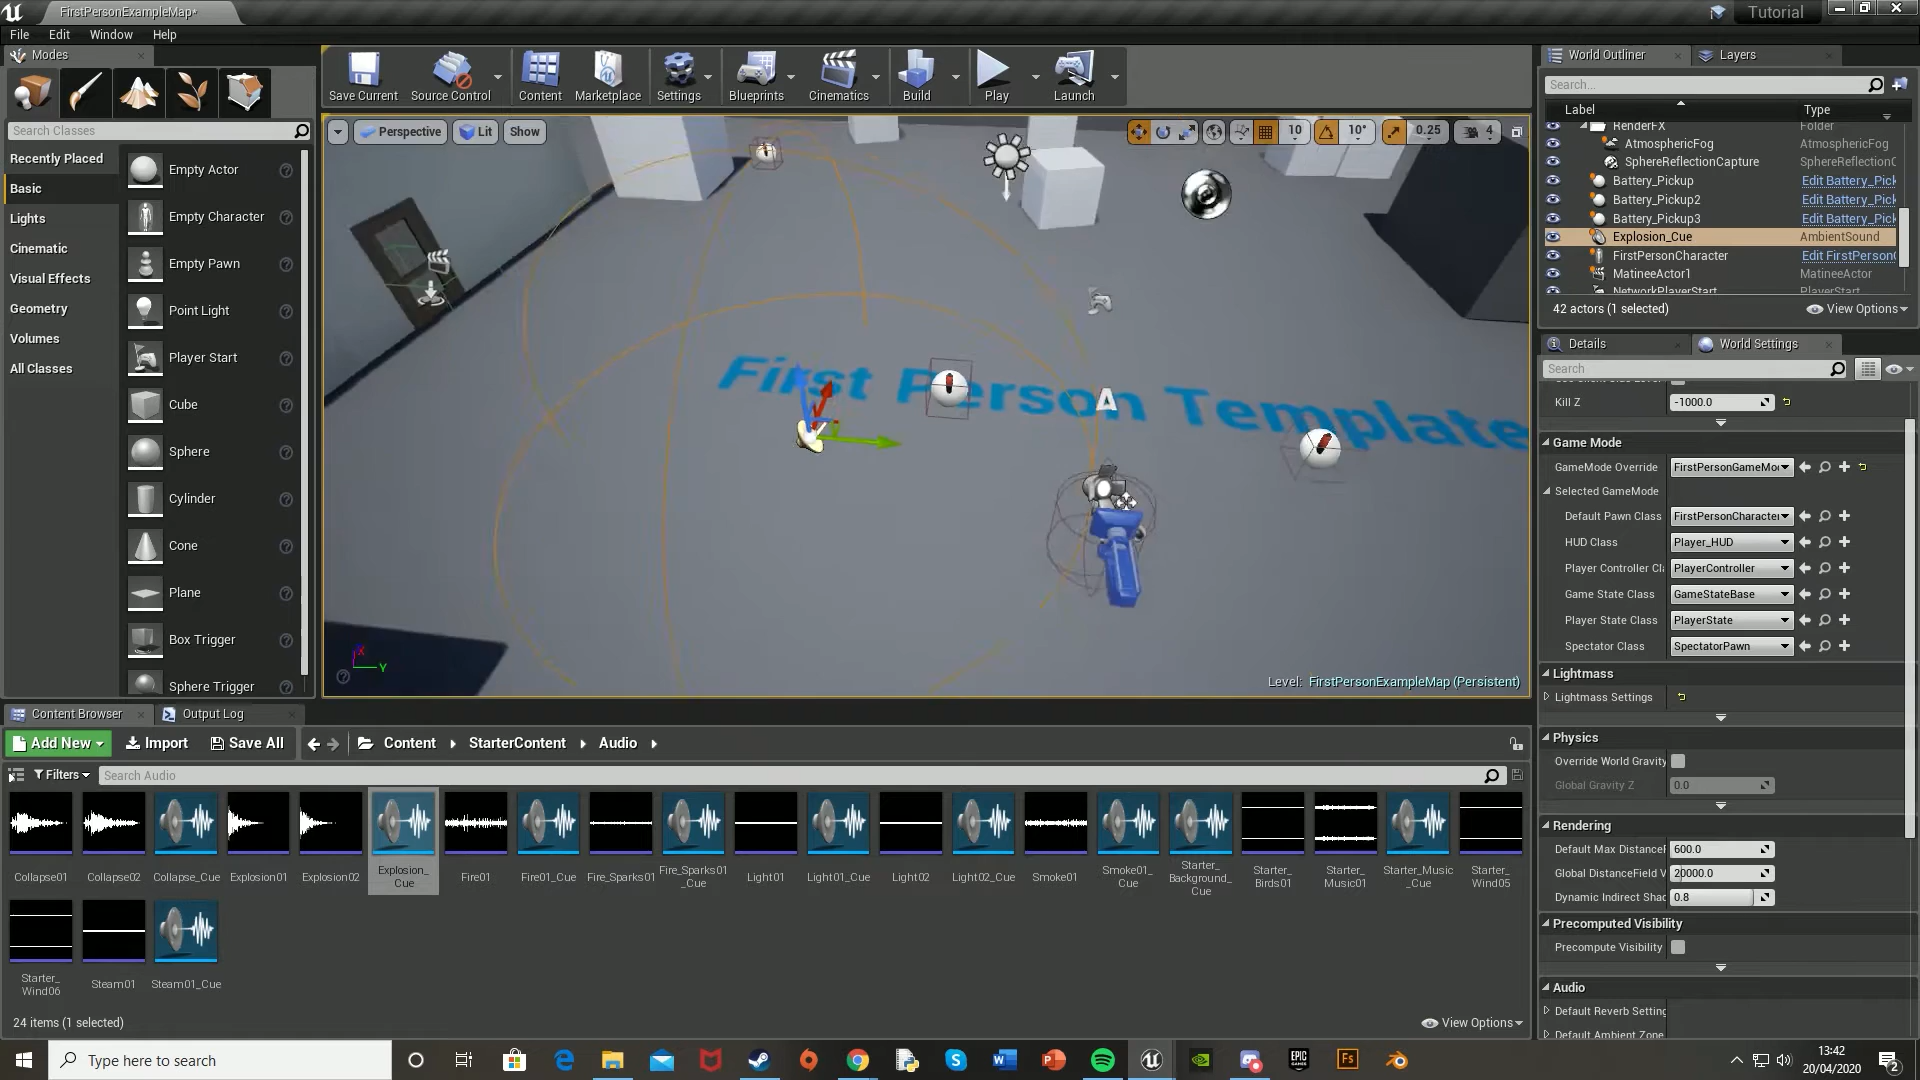 FirstPersonExampleMap*
Tutorial
File Edit Window Help
Modes
Search Classes
Recently Placed
Basic
Lights
Cinematic
Visual Effects
Geometry
Volumes
All Classes
Empty Actor
Empty Character
Empty Pawn
Point Light
Player Start
Cube
Sphere
Cylinder
Cone
Plane
Box Trigger
Sphere Trigger
Save Current Source Control Content Marketplace Settings Blueprints Cinematics Build Play Launch
Perspective Lit Show
10 10° 0.25 4
First Person Template
A
X
Y
Level: FirstPersonExampleMap (Persistent)
World Outliner Layers
Search...
Label Type
RenderFX Folder
AtmosphericFog AtmosphericFog
SphereReflectionCapture SphereReflectionC
Battery_Pickup Edit Battery_Pick
Battery_Pickup2 Edit Battery_Pick
Battery_Pickup3 Edit Battery_Pick
Explosion_Cue AmbientSound
FirstPersonCharacter Edit FirstPerson
MatineeActor1 MatineeActor
NetworkPlayerStart PlayerStart
42 actors (1 selected) View Options
Details World Settings
Search
Kill Z -1000.0
Game Mode
GameMode Override FirstPersonGameMo
Selected GameMode
Default Pawn Class FirstPersonCharacter
HUD Class Player_HUD
Player Controller Cl PlayerController
Game State Class GameStateBase
Player State Class PlayerState
Spectator Class SpectatorPawn
Lightmass
Lightmass Settings
Physics
Override World Gravity
Global Gravity Z 0.0
Rendering
Default Max DistanceF 600.0
Global DistanceField V 20000.0
Dynamic Indirect Shad 0.8
Precomputed Visibility
Precompute Visibility
Audio
Default Reverb Setting
Default Ambient Zone
Content Browser Output Log
Add New Import Save All Content StarterContent Audio
Filters Search Audio
Collapse01 Collapse02 Collapse_Cue Explosion01 Explosion02 Explosion_Cue Fire01 Fire01_Cue Fire_Sparks01 Fire_Sparks01_Cue Light01 Light01_Cue Light02 Light02_Cue Smoke01 Smoke01_Cue Starter_Background_Cue Starter_Birds01 Starter_Music01 Starter_Music_Cue Starter_Wind05
Starter_Wind06 Steam01 Steam01_Cue
24 items (1 selected) View Options
Type here to search
EPIC GAMES
Fs
13:42
20/04/2020
2